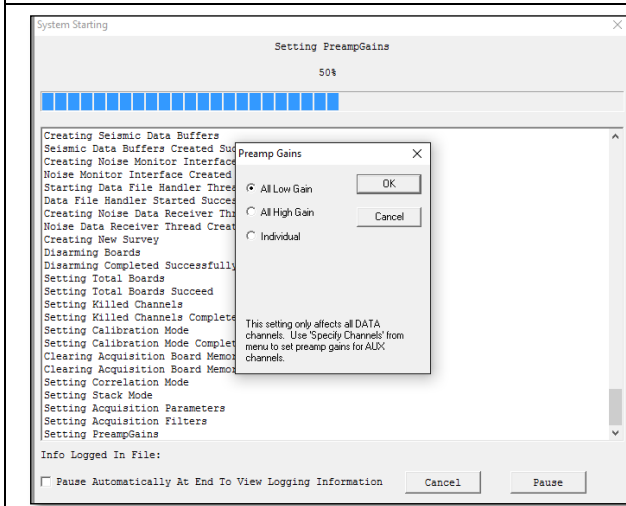 System Starting
Setting PreampGains
50%
Creating Seismic Data Buffers
Seismic Data Buffers Created Suc
Creating Noise Monitor Interface
Noise Monitor Interface Created
Starting Data File Handler Threa
Data File Handler Started Succes
Creating Noise Data Receiver Thr
Noise Data Receiver Thread Creat
Creating New Survey
Disarming Boards
Disarming Completed Successfully
Setting Total Boards
Setting Total Boards Succeed
Setting Killed Channels
Setting Killed Channels Complete
Setting Calibration Mode
Setting Calibration Mode Complet
Clearing Acquisition Board Memor
Clearing Acquisition Board Memor
Setting Correlation Mode
Setting Stack Mode
Setting Acquisition Parameters
Setting Acquisition Filters
Setting PreampGains
Preamp Gains
All Low Gain
OK
All High Gain
Cancel
Individual
This setting only affects all DATA
channels. Use 'Specify Channels' from
menu to set preamp gains for AUX
channels.
Info Logged In File:
Pause Automatically At End To View Logging Information
Cancel
Pause